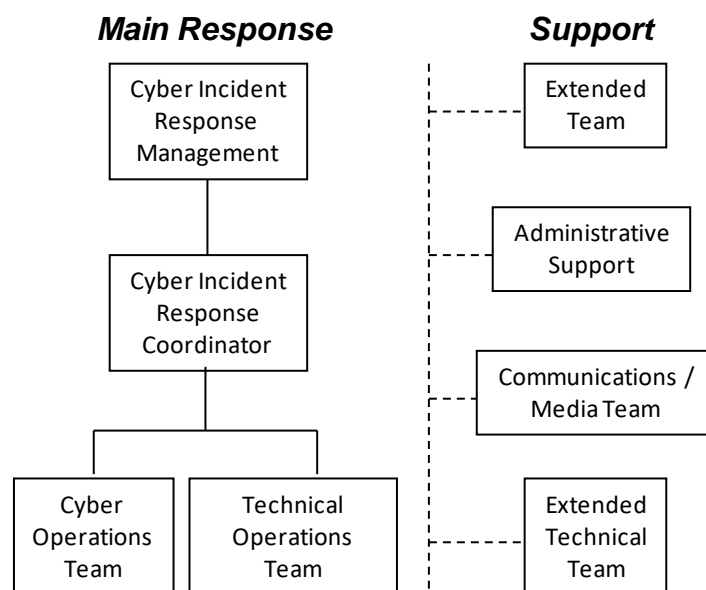 Main Response
Cyber Incident
Response
Management
Cyber Incident
Response
Coordinator
Cyber
Operations
Team
Technical
Operations
Team
Support
Extended
Team
Administrative
Support
Communications /
Media Team
Extended
Technical
Team